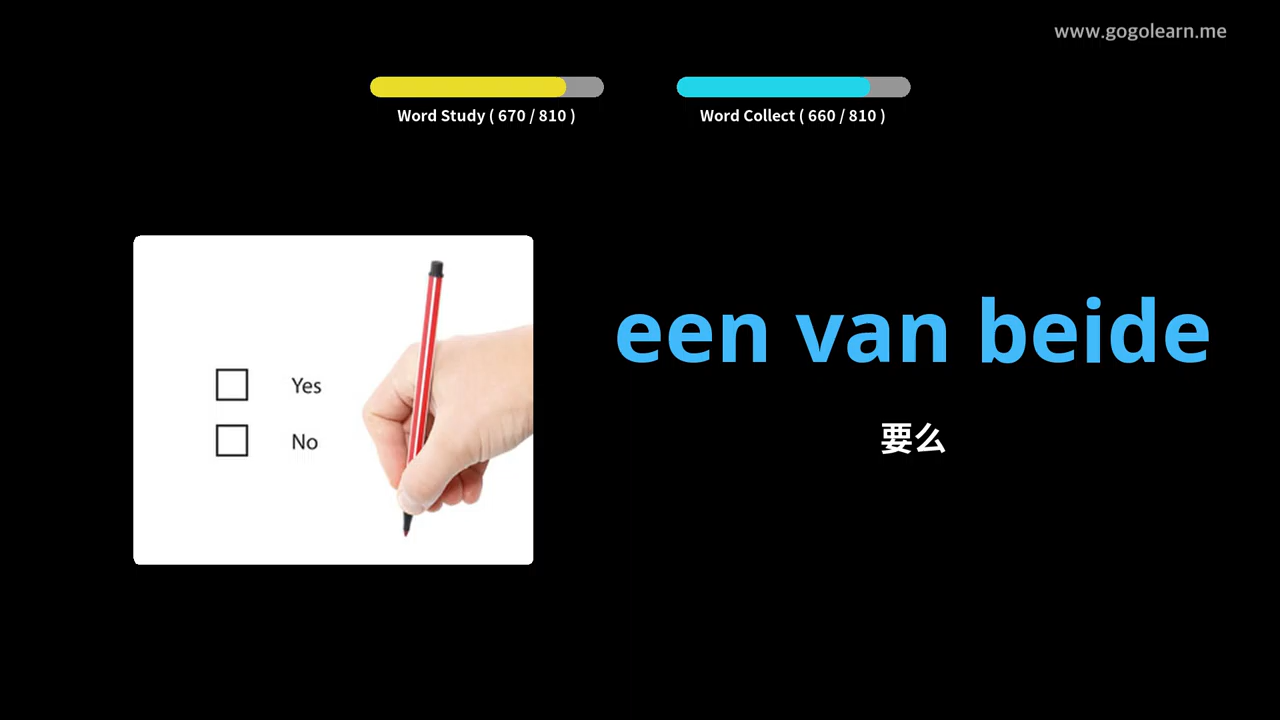 www.gogolearn.me
Word Study ( 670 / 810 )
Word Collect ( 660 / 810 )
een van beide
要么
Yes
No